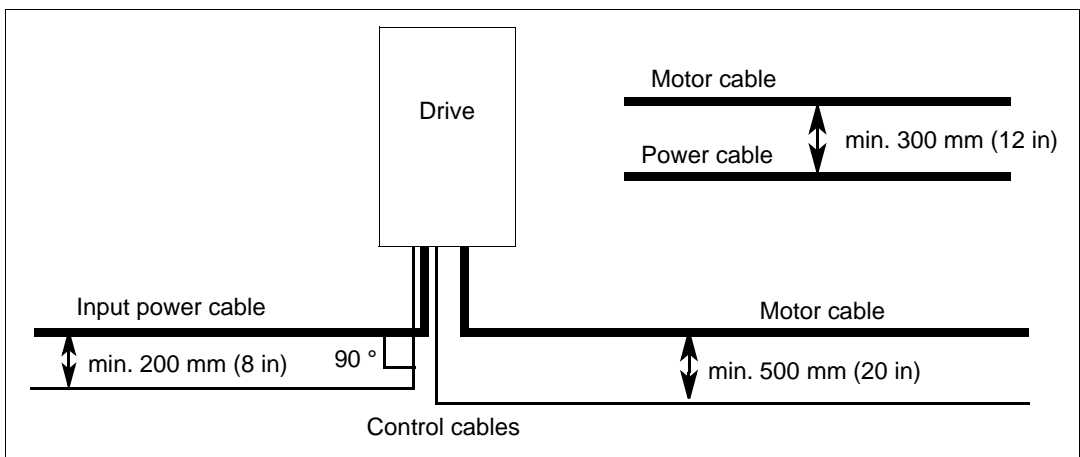 Drive
Motor cable
min. 300 mm (12 in)
Power cable
Input power cable
Motor cable
min. 200 mm (8 in)
90 °
min. 500 mm (20 in)
Control cables